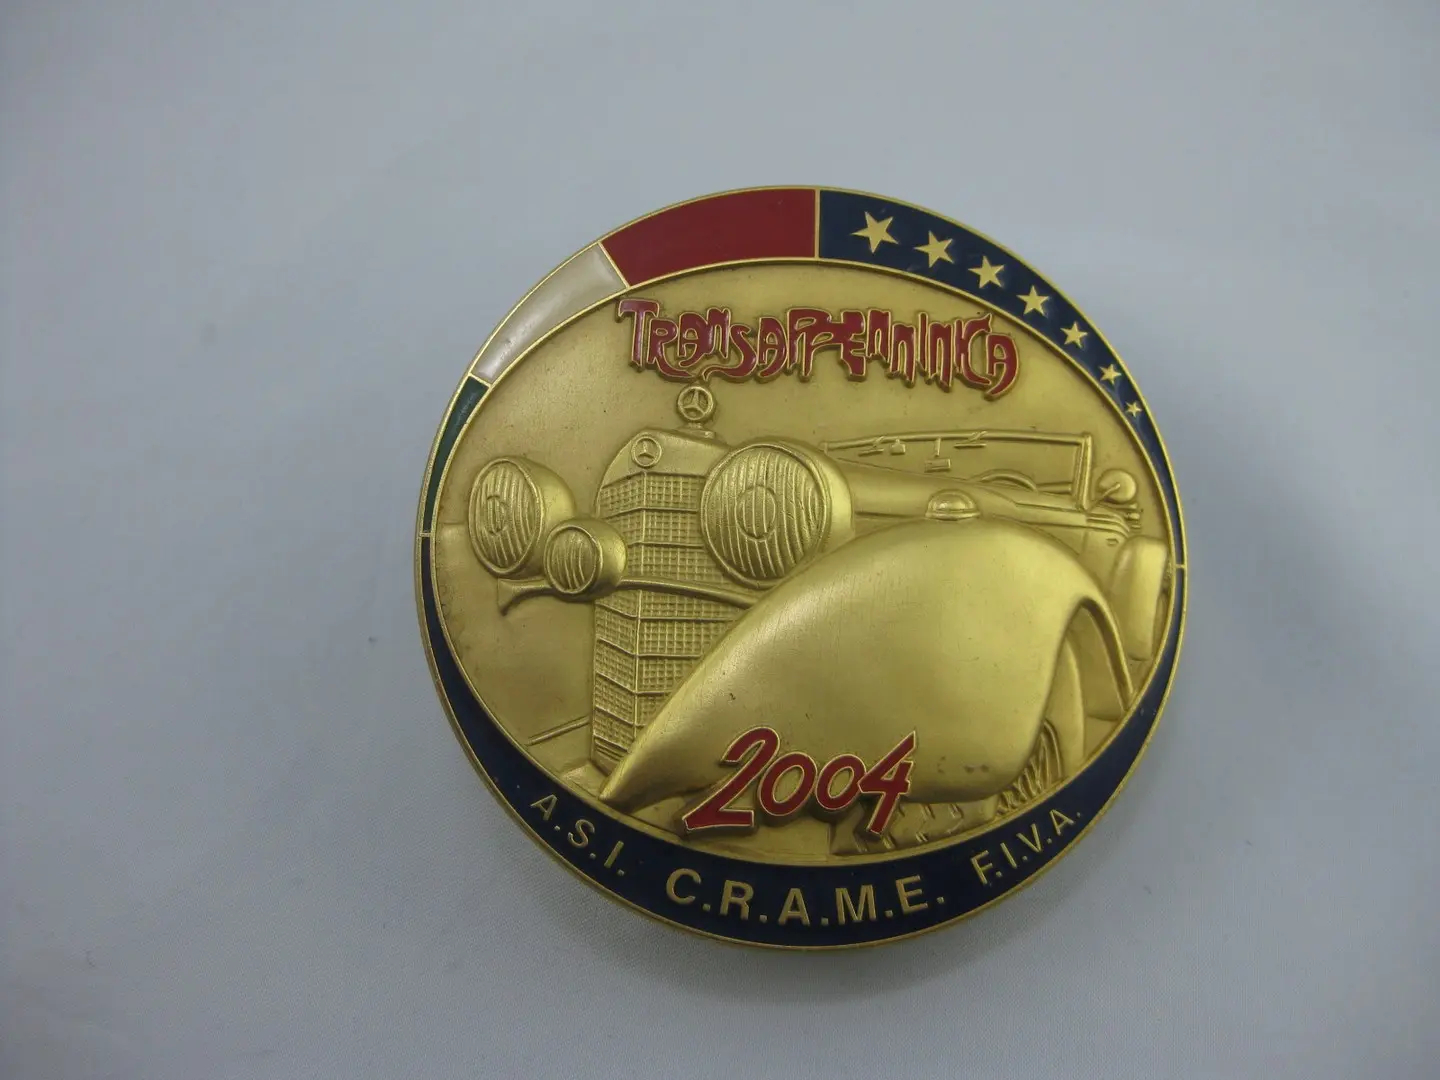 TRANSAPPENNINICA
2004
A.S.I. C.R.A.M.E. F.I.V.A.